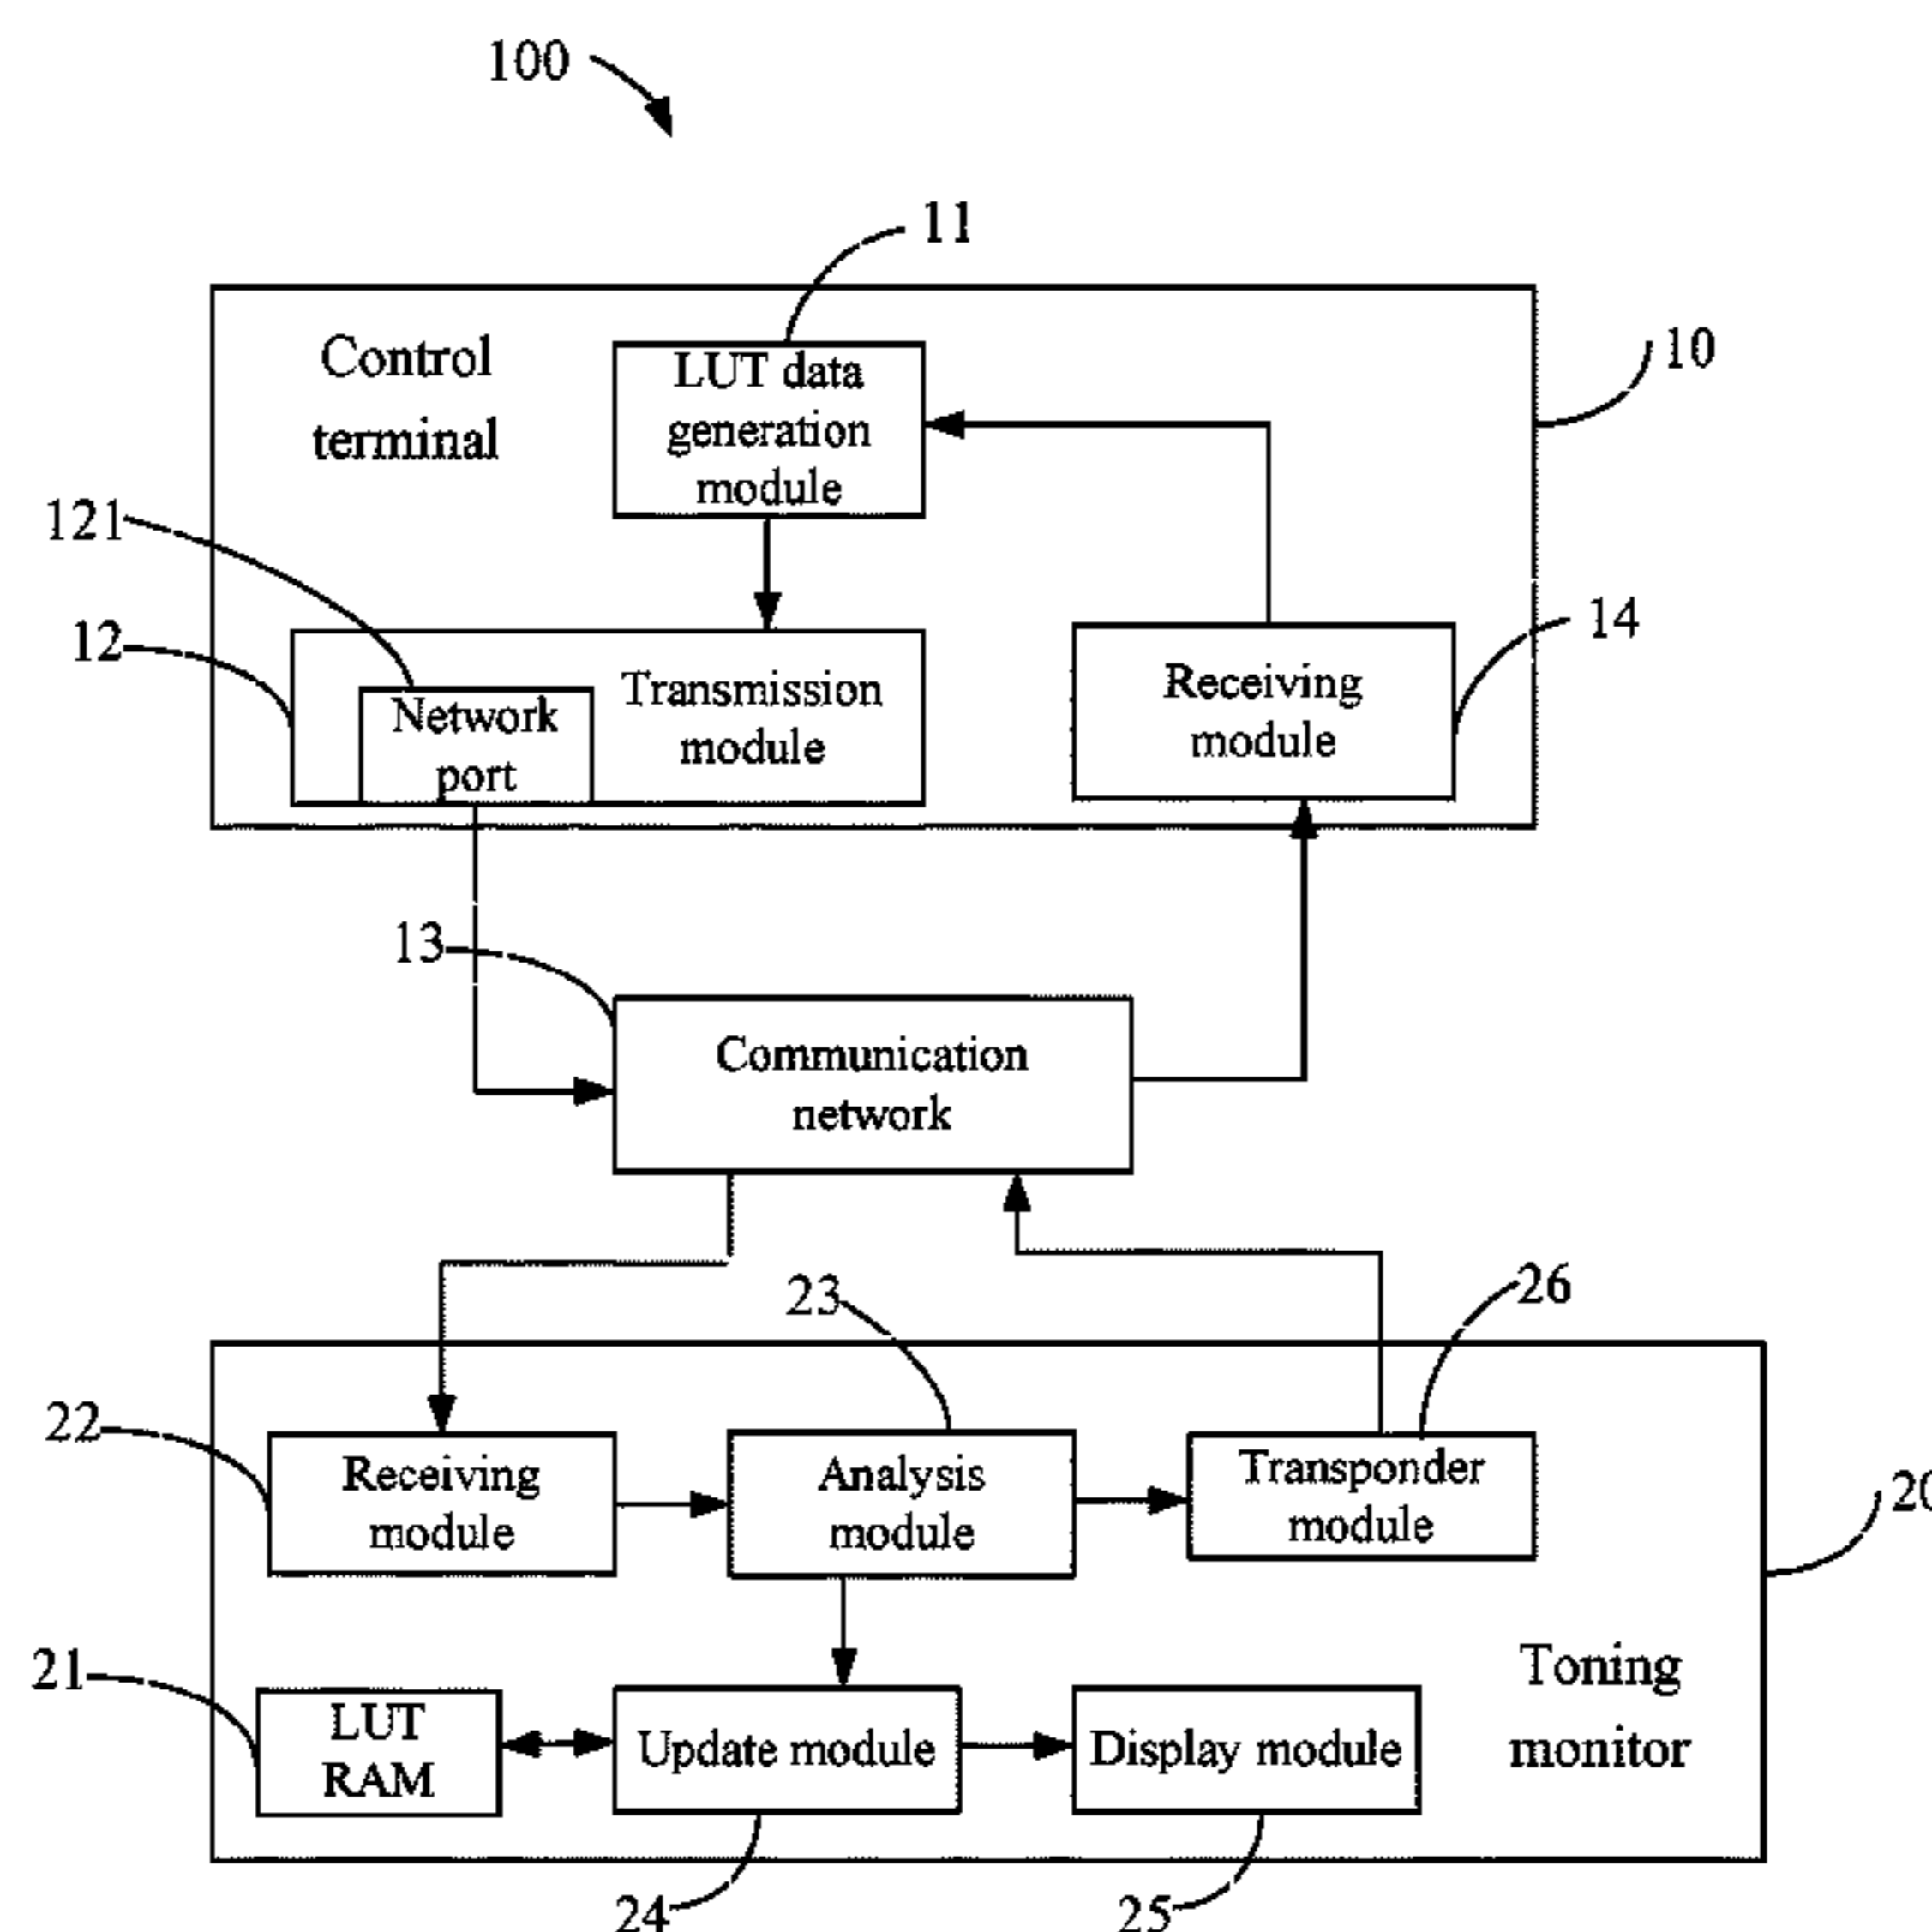 100
11
Control
terminal
LUT data
generation
module
10
121
12
Network
port
Transmission
module
Receiving
module
14
13
Communication
network
23
26
22
Receiving
module
Analysis
module
Transponder
module
20
21
LUT
RAM
Update module
Display module
Toning
monitor
24
25